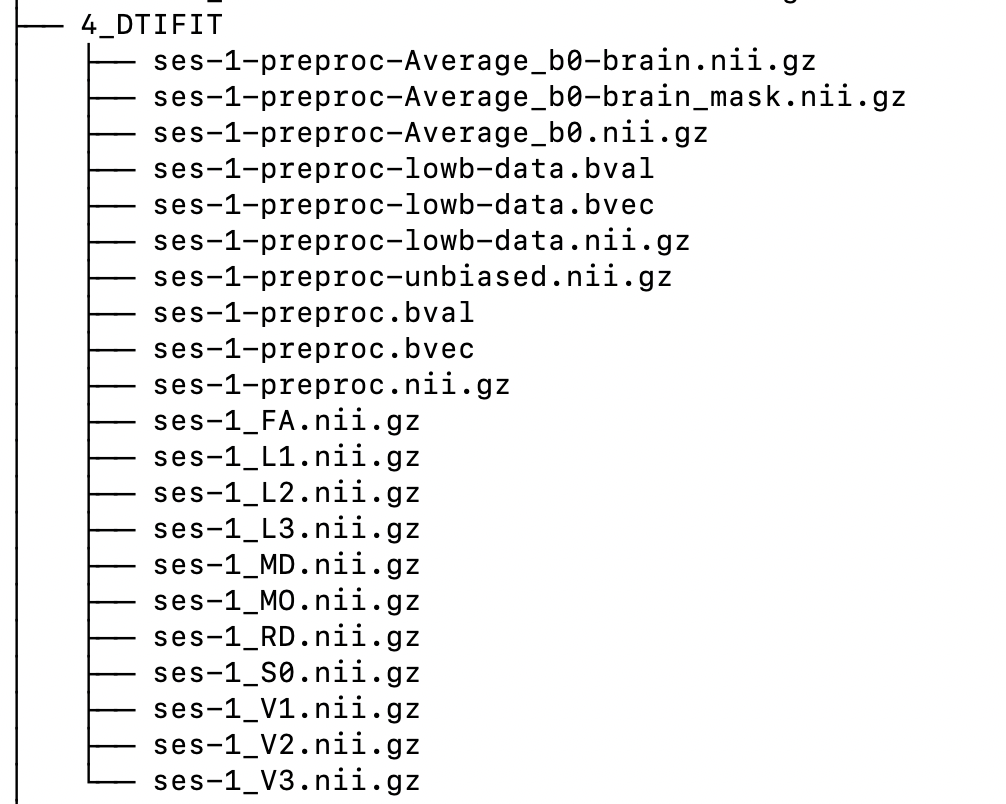 4_DTIFIT
ses-1-preproc-Average_b0-brain.nii.gz
ses-1-preproc-Average_b0-brain_mask.nii.gz
ses-1-preproc-Average_b0.nii.gz
ses-1-preproc-lowb-data.bval
ses-1-preproc-lowb-data.bvec
ses-1-preproc-lowb-data.nii.gz
ses-1-preproc-unbiased.nii.gz
ses-1-preproc.bval
ses-1-preproc.bvec
ses-1-preproc.nii.gz
ses-1_FA.nii.gz
ses-1_L1.nii.gz
ses-1_L2.nii.gz
ses-1_L3.nii.gz
ses-1_MD.nii.gz
ses-1_MO.nii.gz
ses-1_RD.nii.gz
ses-1_S0.nii.gz
ses-1_V1.nii.gz
ses-1_V2.nii.gz
ses-1_V3.nii.gz